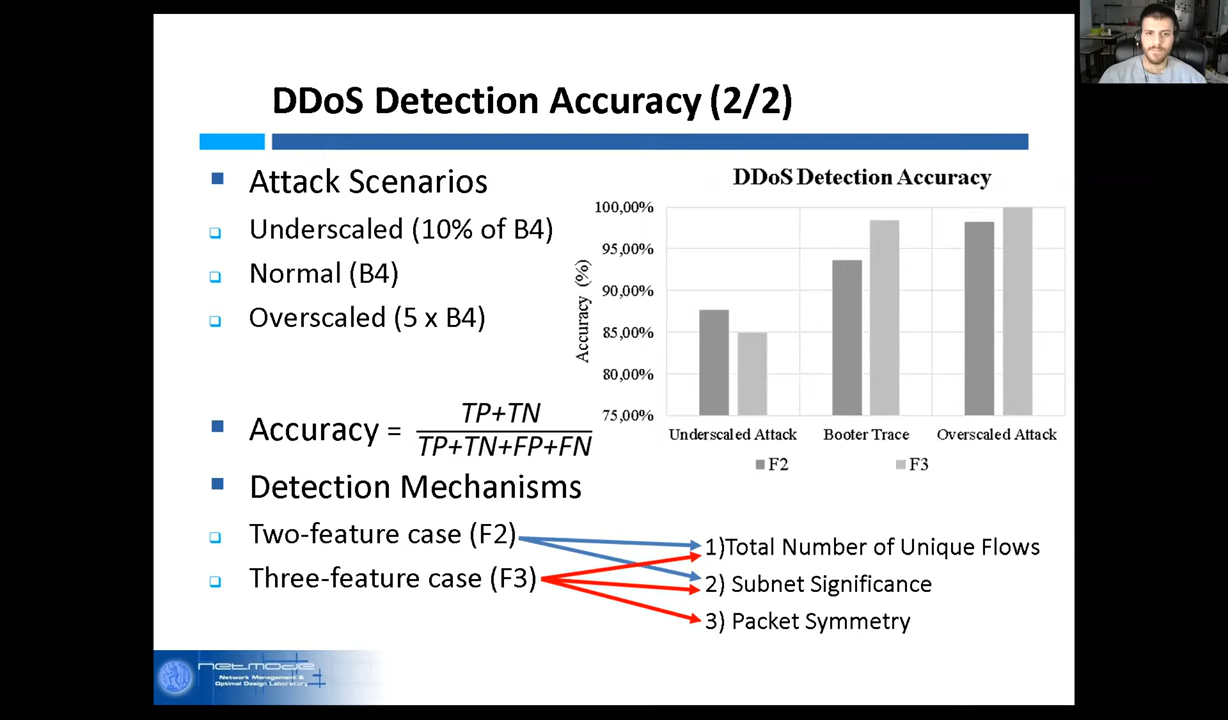 DDoS Detection Accuracy (2/2)
Attack Scenarios
Underscaled (10% of B4)
Normal (B4)
Overscaled (5 x B4)
Accuracy = TP+TN
TP+TN+FP+FN
Detection Mechanisms
Two-feature case (F2)
Three-feature case (F3)
DDoS Detection Accuracy
Accuracy (%)
100,00%
95,00%
90,00%
85,00%
80,00%
75,00%
Underscaled Attack Booter Trace Overscaled Attack
F2 F3
1)Total Number of Unique Flows
2) Subnet Significance
3) Packet Symmetry
netmode
Network Management &
Optimal Design Laboratory